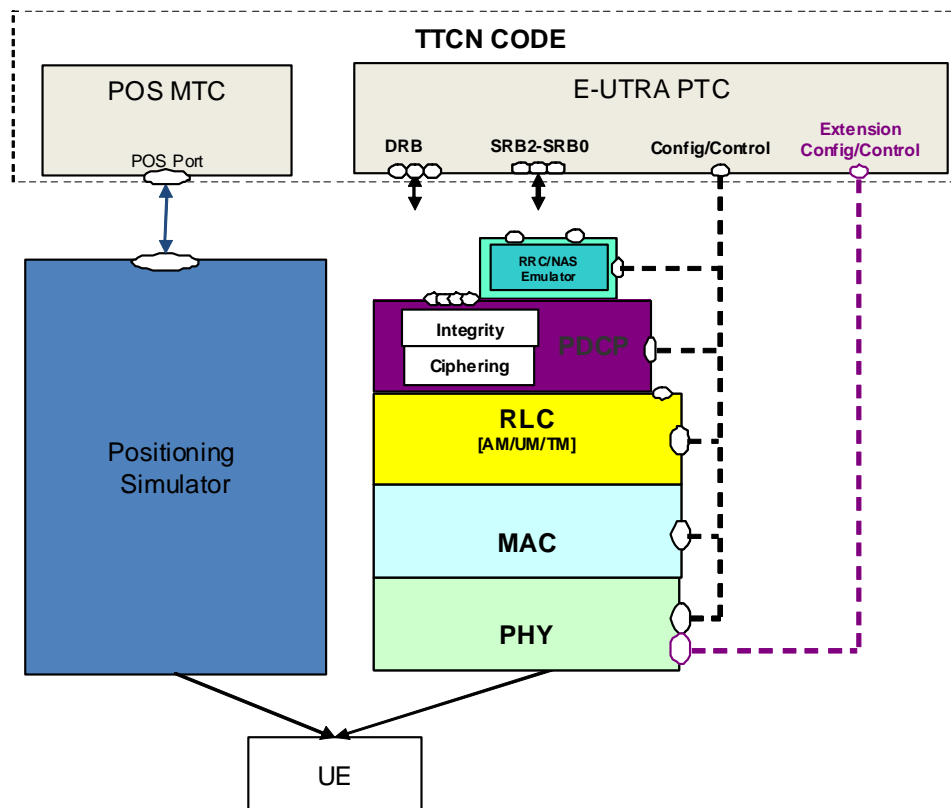 TTCN CODE
POS MTC
POS Port
E-UTRA PTC
DRB
SRB2-SRB0
Config/Control
Extension
Config/Control
RRC/NAS
Emulator
Integrity
Ciphering
PDCP
RLC
[AM/UM/TM]
MAC
PHY
Positioning
Simulator
UE